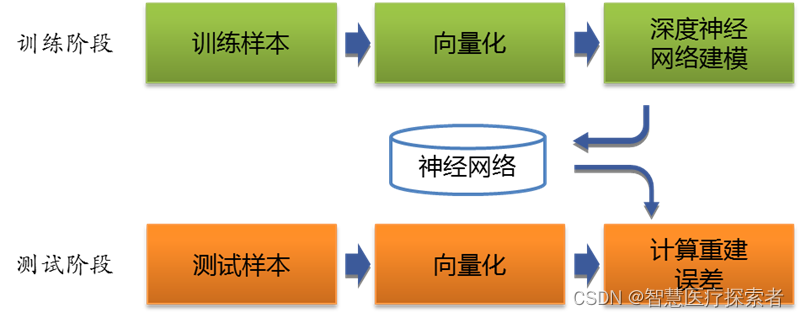 训练阶段
训练样本
向量化
深度神经
网络建模
神经网络
测试阶段
测试样本
向量化
计算重建
误差
CSDN @智慧医疗探索者